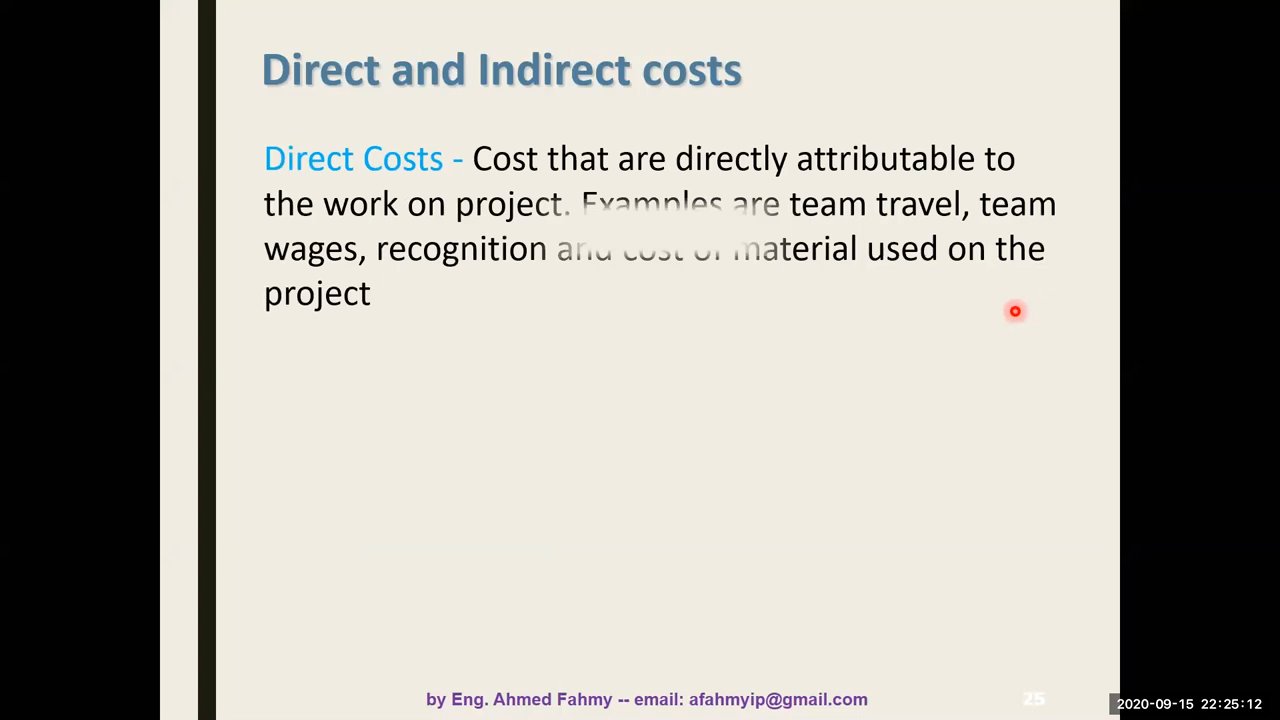 Direct and Indirect costs
Direct Costs - Cost that are directly attributable to
the work on project. Examples are team travel, team
wages, recognition and cost of material used on the
project
by Eng. Ahmed Fahmy -- email: afahmyip@gmail.com
25
2020-09-15 22:25:12